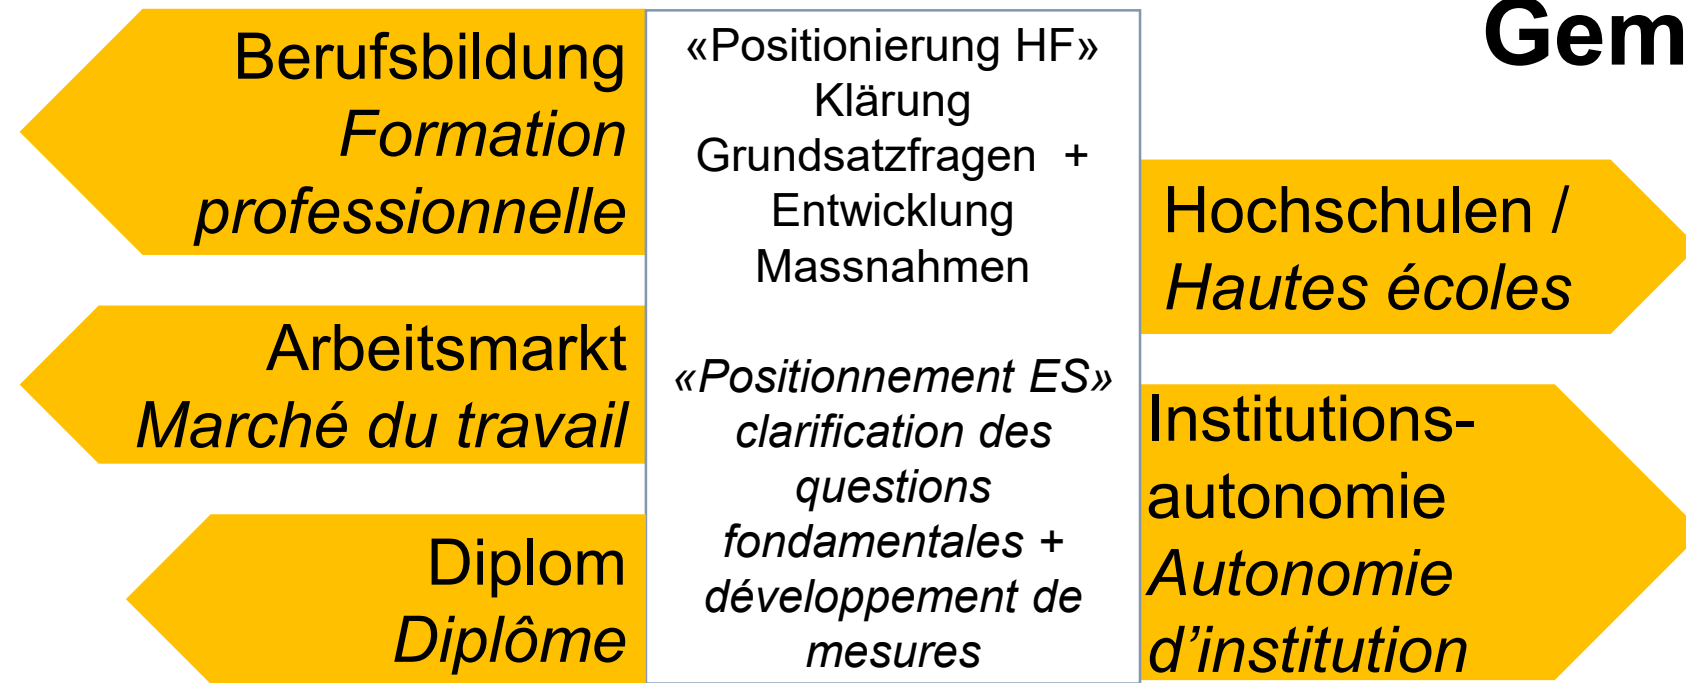 Berufsbildung
Formation
professionnelle
Arbeitsmarkt
Marché du travail
Diplom
Diplôme
«Positionierung HF»
Klärung
Grundsatzfragen +
Entwicklung
Massnahmen
«Positionnement ES»
clarification des
questions
fondamentales +
développement de
mesures
Gem
Hochschulen /
Hautes écoles
Institutions-
autonomie
Autonomie
d’institution